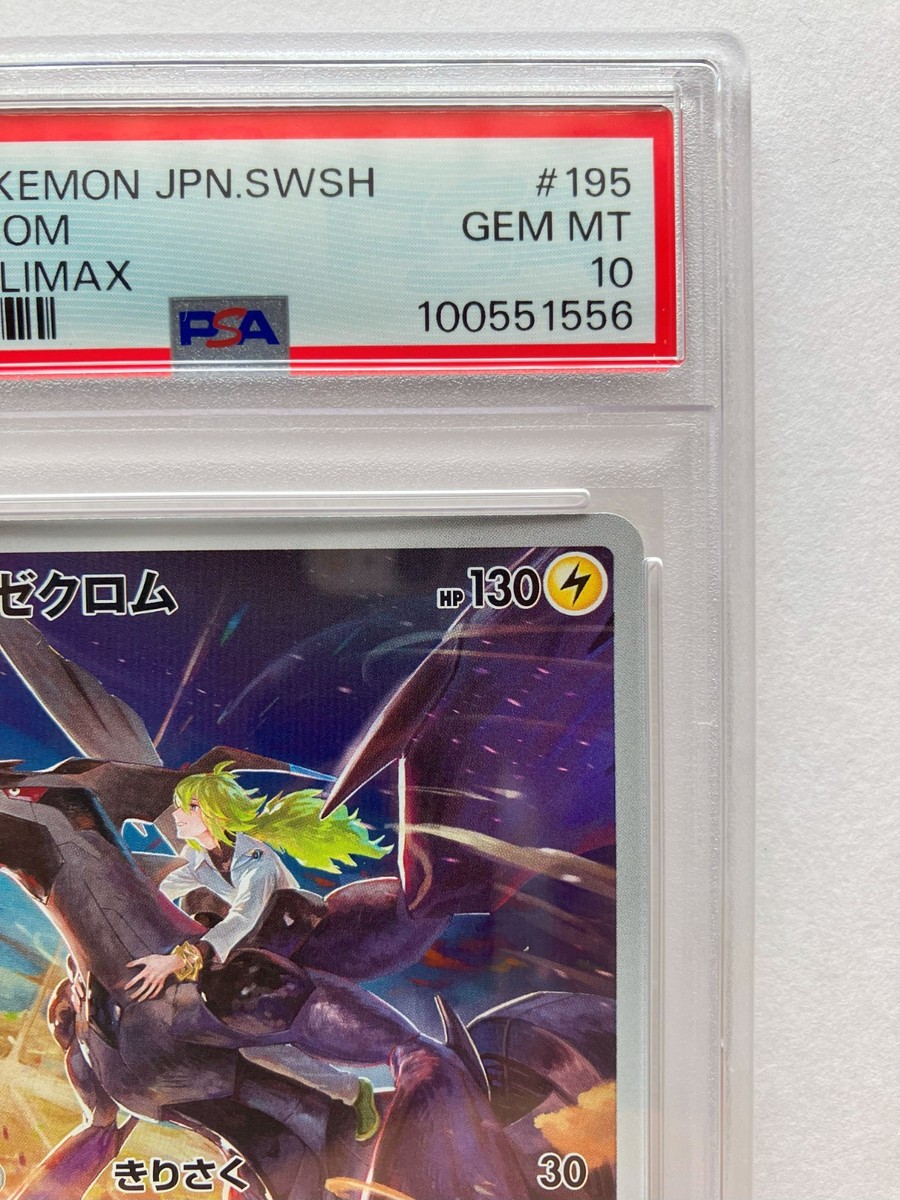 KEMON JPN.SWSH #195
OM GEM MT
LIMAX 10
PSA 100551556
ゼクロム HP 130
きりさく 30